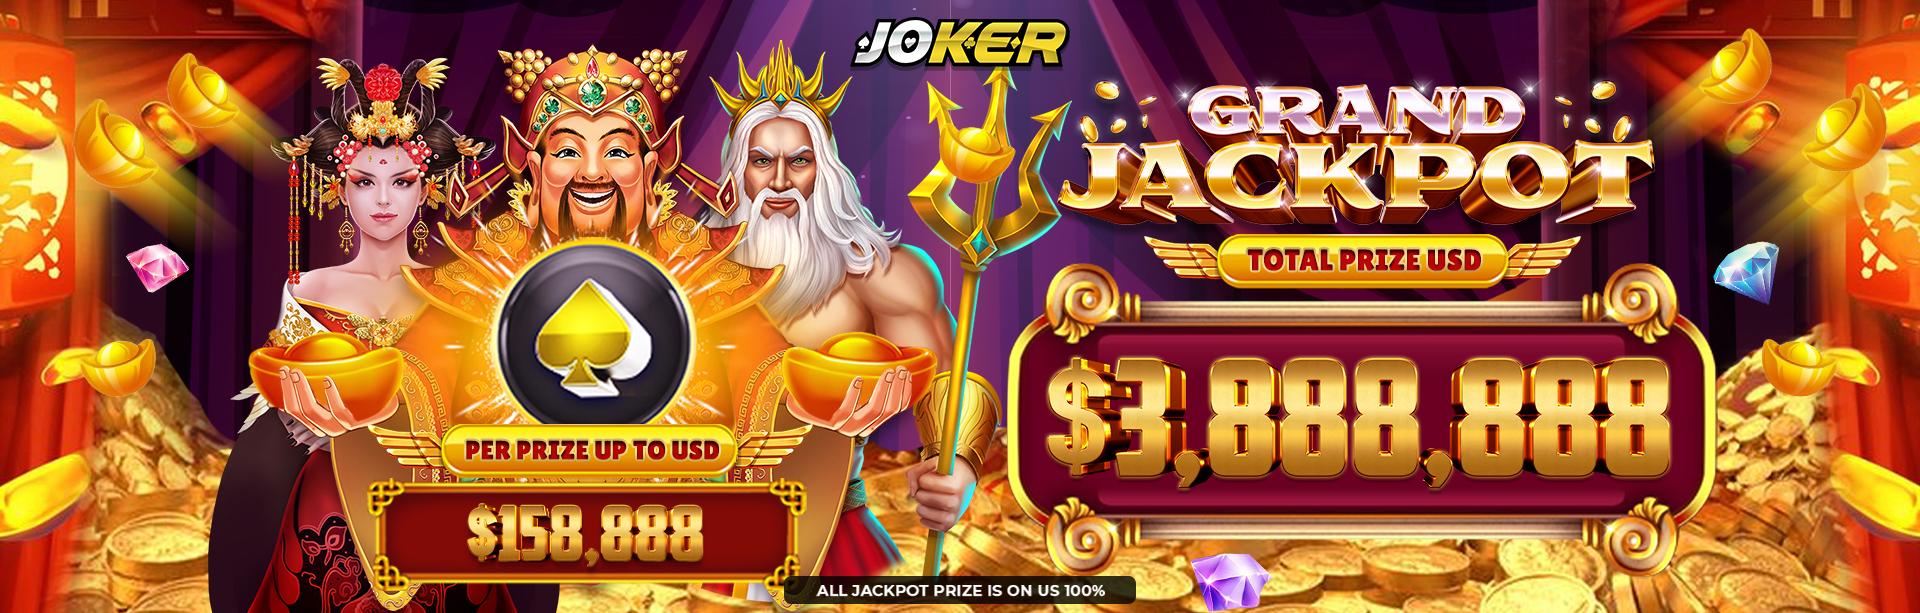 JOKER
GRAND
JACKPOT
TOTAL PRIZE USD
$3,888,888
PER PRIZE UP TO USD
$158,888
ALL JACKPOT PRIZE IS ON US 100%